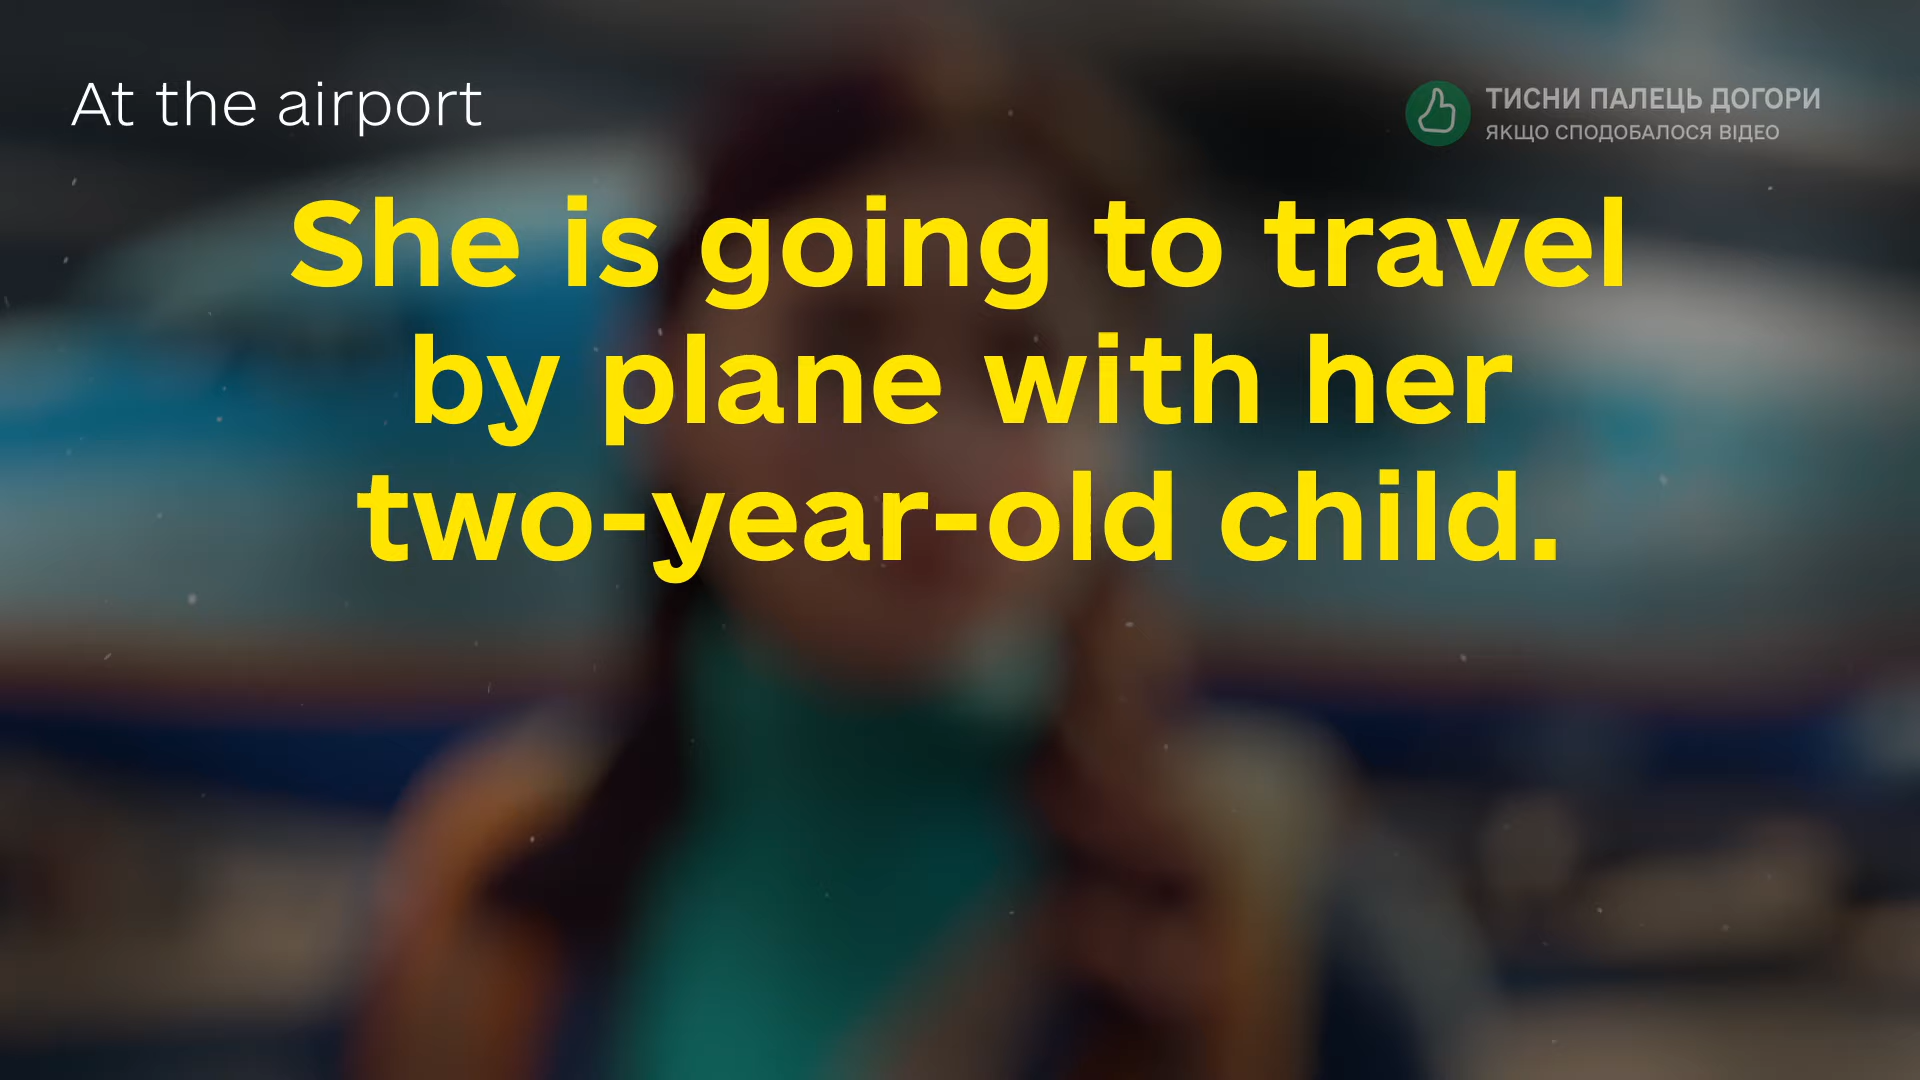 At the airport
ТИСНИ ПАЛЕЦЬ ДОГОРИ
ЯКЩО СПОДОБАЛОСЯ ВІДЕО
She is going to travel
by plane with her
two-year-old child.